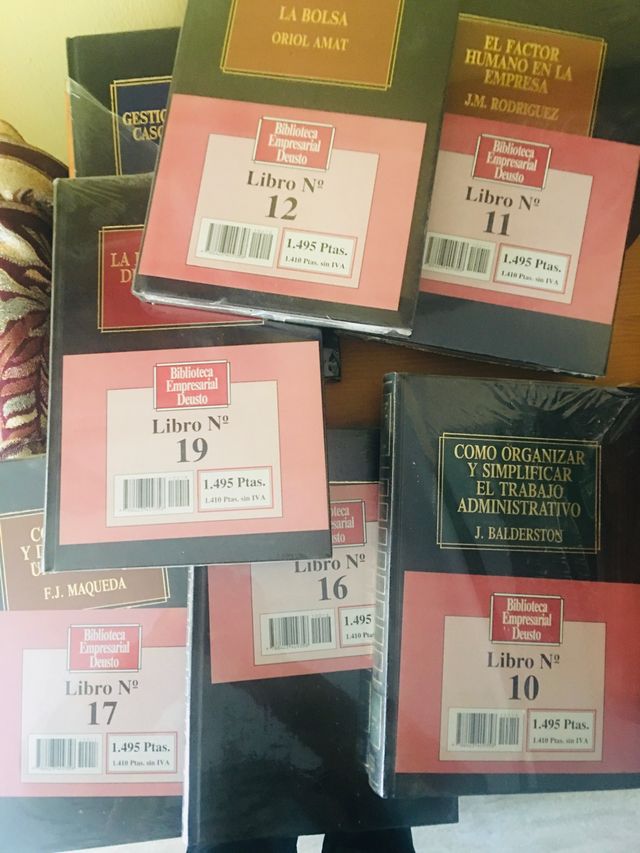 LA BOLSA
ORIOL AMAT
Biblioteca
Empresarial
Deusto
Libro Nº
12
1.495 Ptas.
1.410 Ptas. sin IVA
EL FACTOR
HUMANO EN LA
EMPRESA
J.M. RODRIGUEZ
Biblioteca
Empresarial
Deusto
Libro Nº
11
1.495 Ptas.
1.410 Ptas. sin IVA
LA
Biblioteca
Empresarial
Deusto
Libro Nº
19
1.495 Ptas.
1.410 Ptas. sin IVA
COMO ORGANIZAR
Y SIMPLIFICAR
EL TRABAJO
ADMINISTRATIVO
J. BALDERSTON
Biblioteca
Empresarial
Deusto
Libro Nº
10
1.495 Ptas.
1.410 Ptas. sin IVA
Libro Nº
16
1.495
F.J. MAQUEDA
Biblioteca
Empresarial
Deusto
Libro Nº
17
1.495 Ptas.
1.410 Ptas. sin IVA